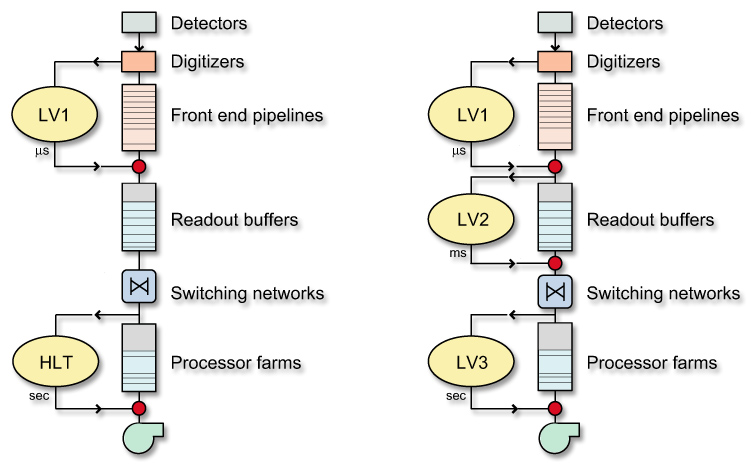 Detectors
Digitizers
LV1
Front end pipelines
μs
Readout buffers
Switching networks
HLT
Processor farms
sec
Detectors
Digitizers
LV1
Front end pipelines
μs
LV2
Readout buffers
ms
Switching networks
LV3
Processor farms
sec